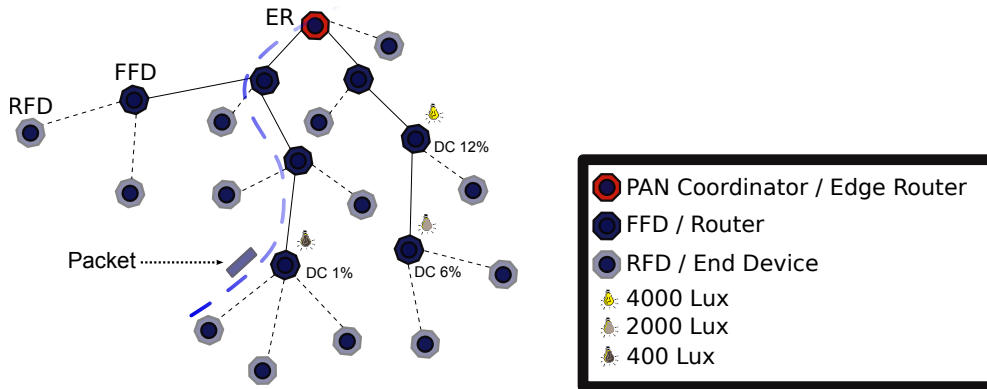 ER
FFD
RFD
DC 12%
Packet
DC 1%
DC 6%
PAN Coordinator / Edge Router
FFD / Router
RFD / End Device
4000 Lux
2000 Lux
400 Lux